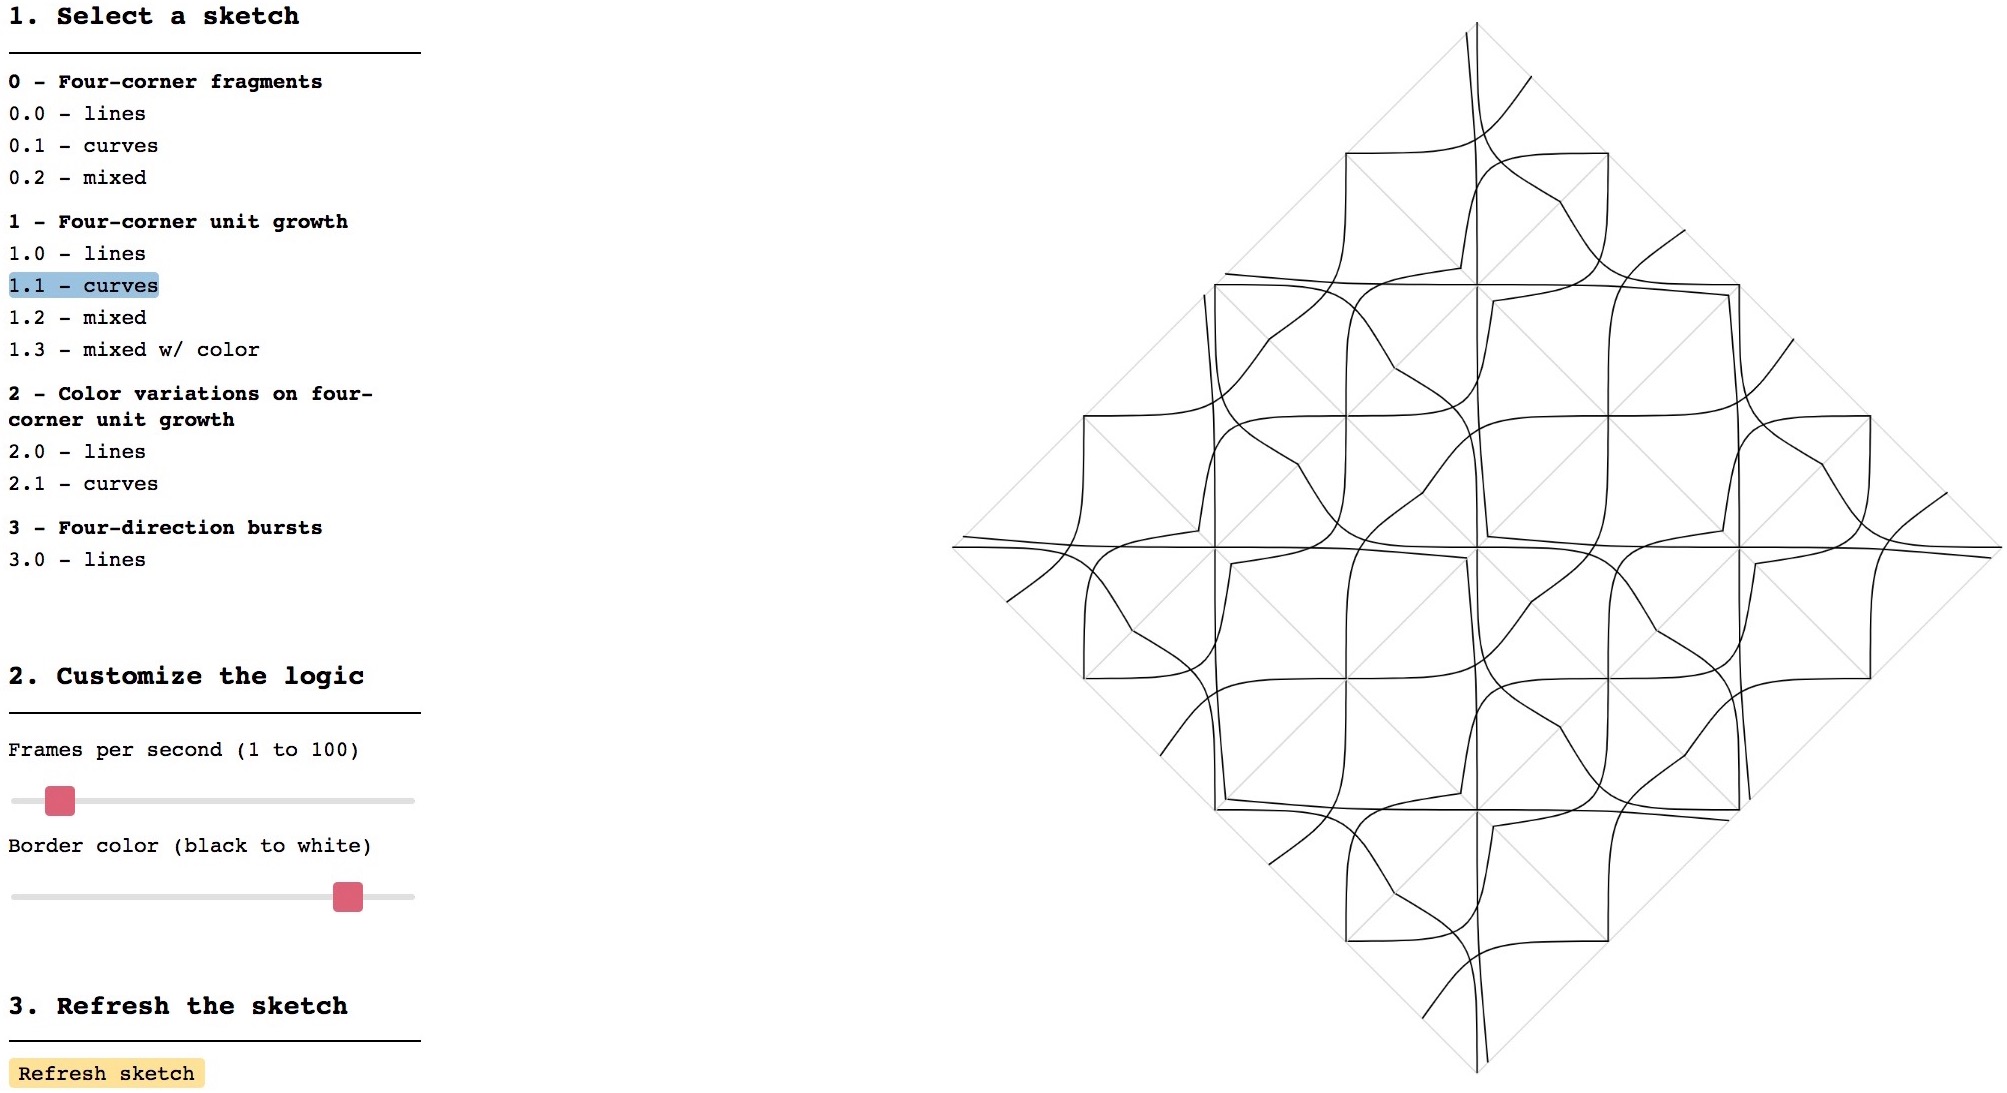 1. Select a sketch
0 – Four-corner fragments
0.0 – lines
0.1 – curves
0.2 – mixed
1 – Four-corner unit growth
1.0 – lines
1.1 – curves
1.2 – mixed
1.3 – mixed w/ color
2 – Color variations on four-
corner unit growth
2.0 – lines
2.1 – curves
3 – Four-direction bursts
3.0 – lines
2. Customize the logic
Frames per second (1 to 100)
Border color (black to white)
3. Refresh the sketch
Refresh sketch